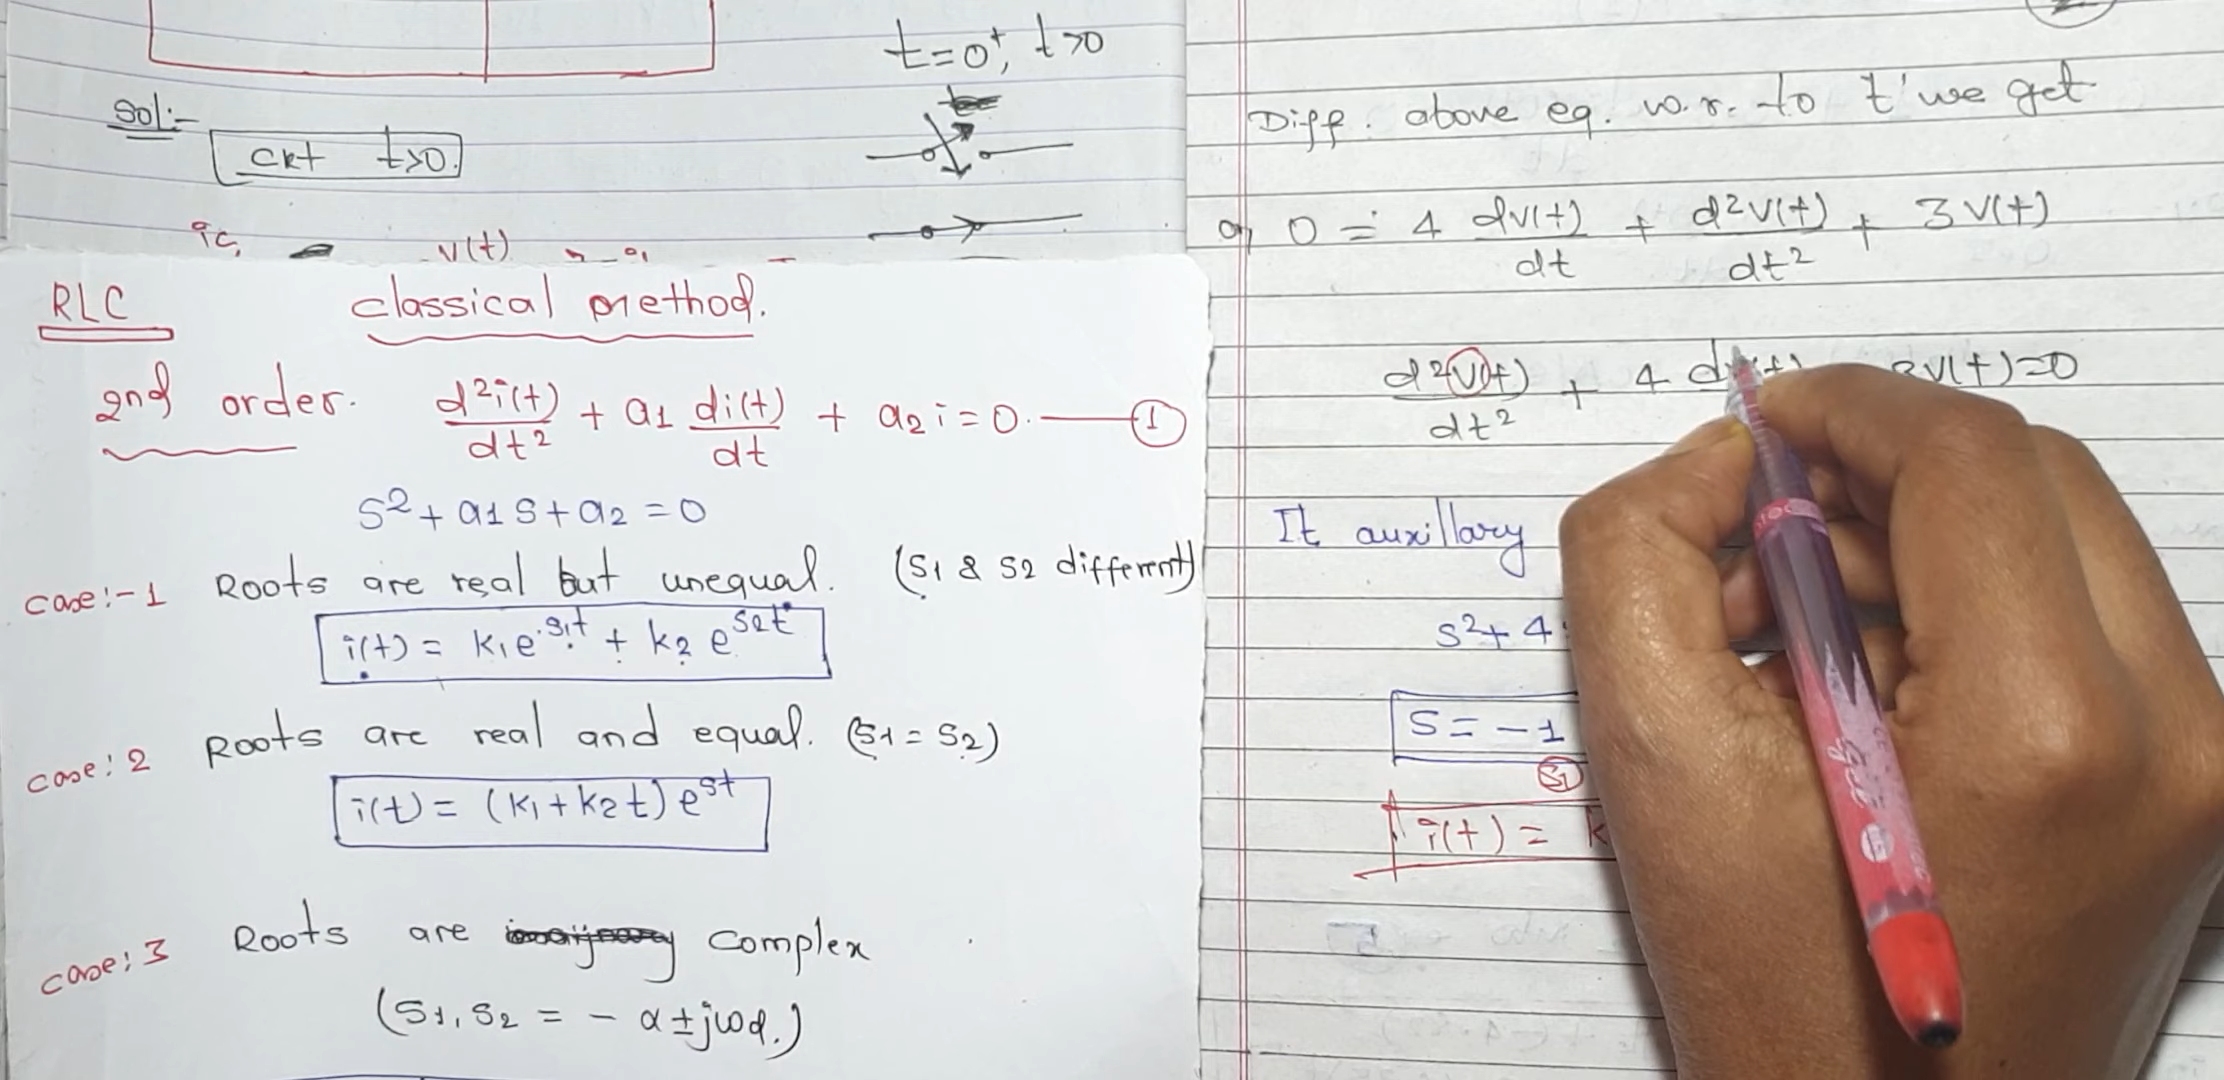 t=0⁺, t>0
Sol:-
ckt t>0.
v(t)
RLC
classical method.
2nd order. d²i(t)/dt² + a1 di(t)/dt + a2 i = 0. — ①
s² + a1 s + a2 = 0
case:-1 Roots are real but unequal. (s1 & s2 different)
i(t) = k1 e^s1t + k2 e^s2t
case: 2 Roots are real and equal. (s1 = s2)
i(t) = (k1 + k2 t) e^st
case: 3 Roots are complex
(s1, s2 = - α ± jωd.)
Diff. above eq. w.r. to t' we get
0 = 4 dv(t)/dt + d²v(t)/dt² + 3v(t)
d²v(t)/dt² + 4 v(t)=0
It auxillary
s² + 4
s = -1
s1
i(t) = k